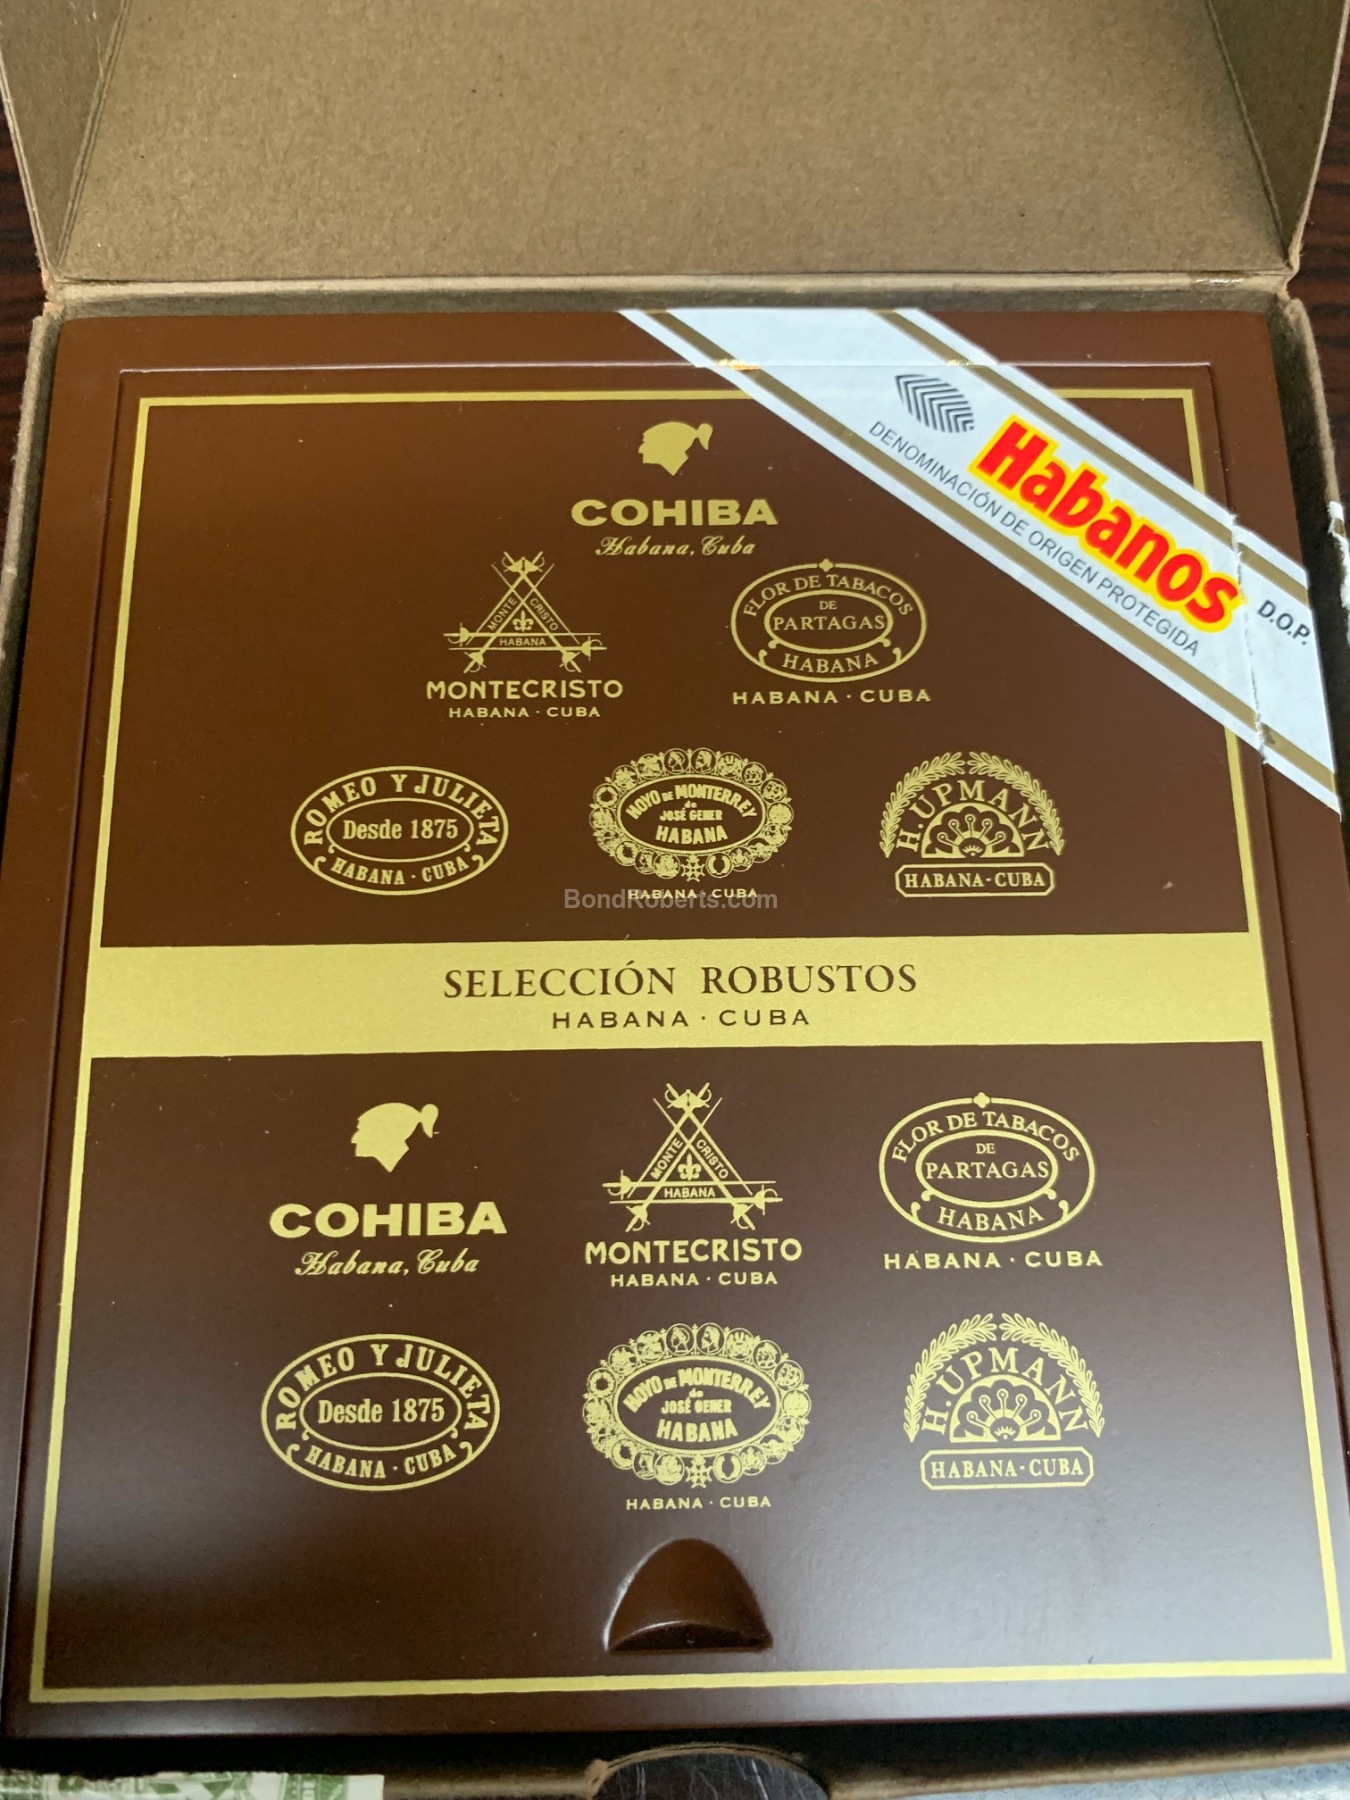 Habanos
DENOMINACIÓN DE ORIGEN PROTEGIDA
D.O.P.
COHIBA
Habana, Cuba
MONTE CRISTO
HABANA
MONTECRISTO
HABANA · CUBA
FLOR DE TABACOS
DE
PARTAGAS
HABANA
HABANA · CUBA
ROMEO Y JULIETA
Desde 1875
HABANA · CUBA
HOYO DE MONTERREY
de
JOSÉ GENER
HABANA
HABANA · CUBA
H. UPMANN
HABANA-CUBA
BondRoberts.com
SELECCIÓN ROBUSTOS
HABANA · CUBA
COHIBA
Habana, Cuba
MONTE CRISTO
HABANA
MONTECRISTO
HABANA · CUBA
FLOR DE TABACOS
DE
PARTAGAS
HABANA
HABANA · CUBA
ROMEO Y JULIETA
Desde 1875
HABANA · CUBA
HOYO DE MONTERREY
de
JOSÉ GENER
HABANA
HABANA · CUBA
H. UPMANN
HABANA-CUBA